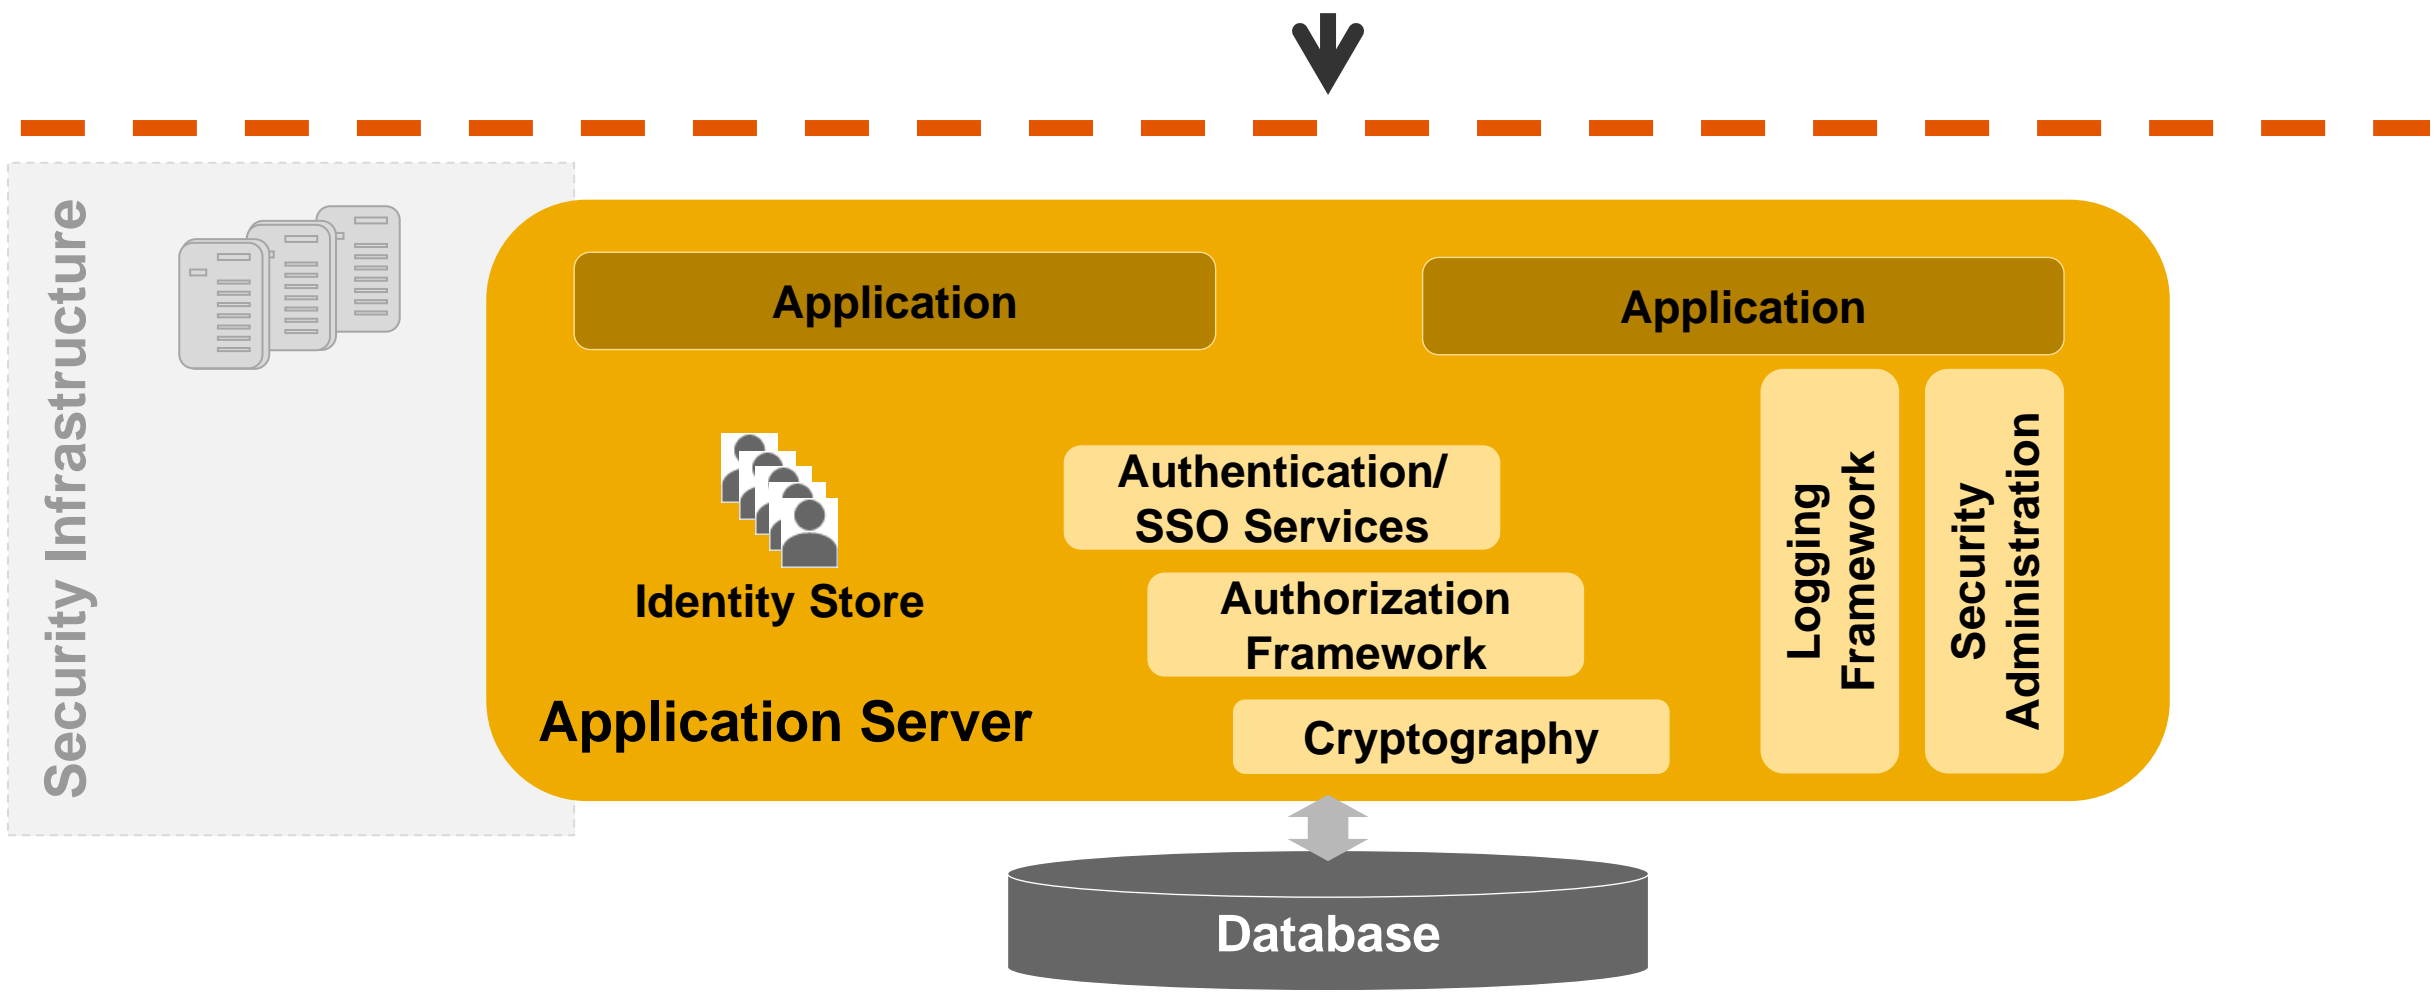 Security Infrastructure
Application
Application
Identity Store
Application Server
Authentication/
SSO Services
Authorization
Framework
Cryptography
Logging
Framework
Security
Administration
Database